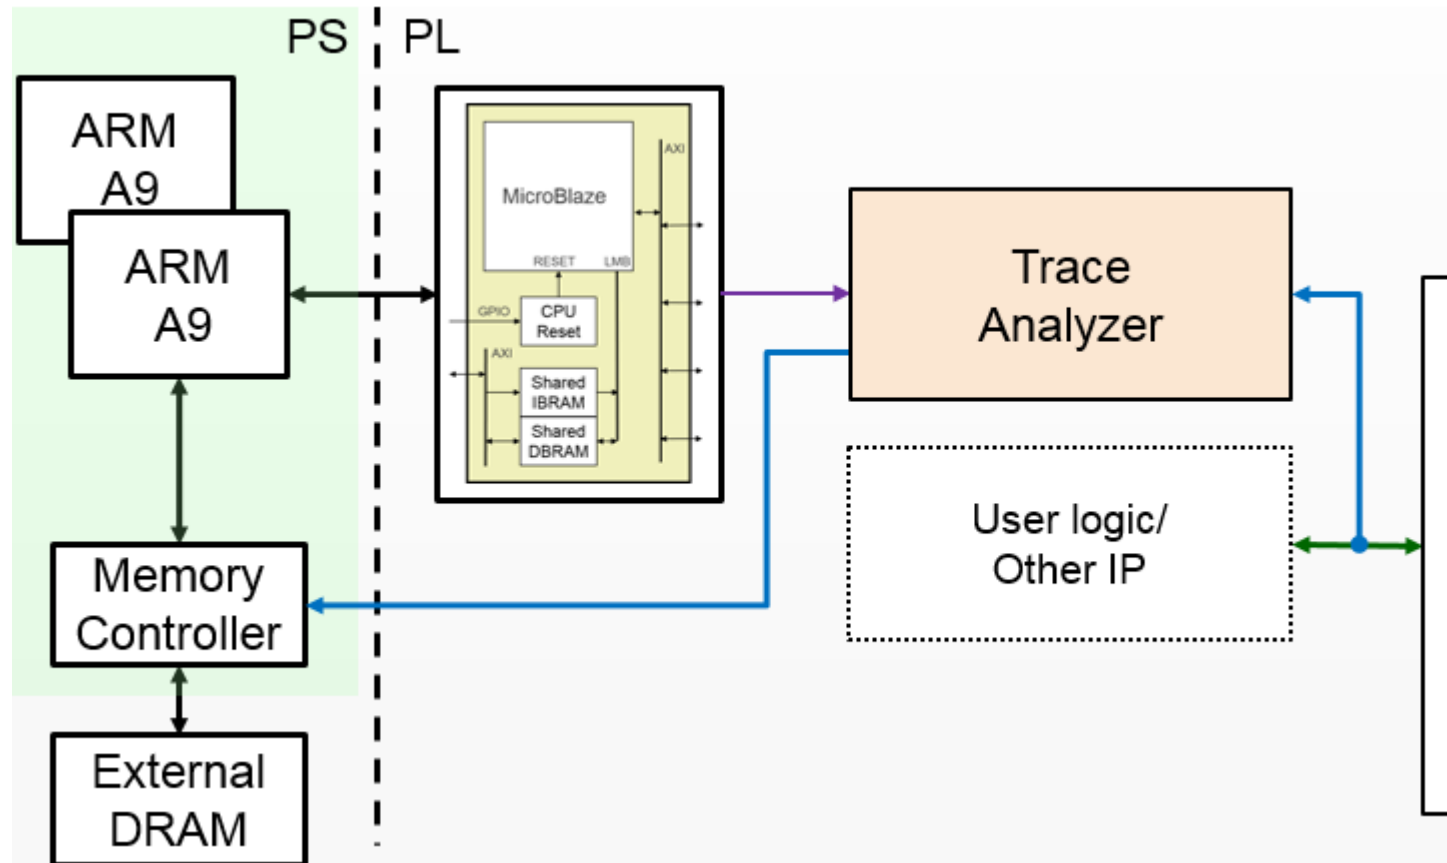 PS
PL
ARM
A9
ARM
A9
AXI
MicroBlaze
RESET
LMB
GPIO
CPU
Reset
AXI
Shared
IBRAM
Shared
DBRAM
Trace
Analyzer
User logic/
Other IP
Memory
Controller
External
DRAM